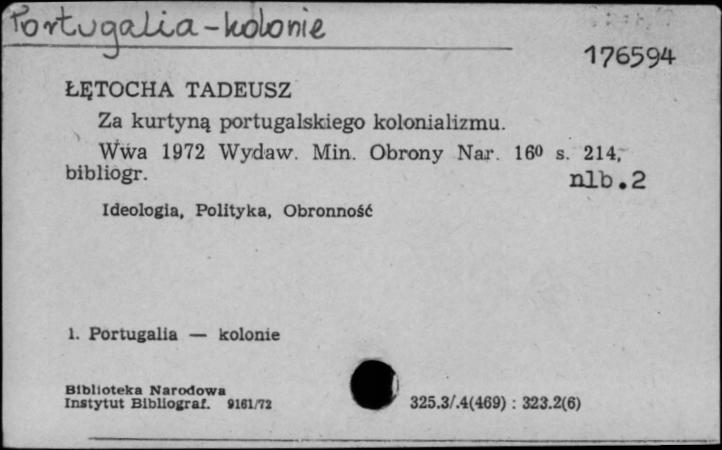 Portugalia - kolonie
176594
ŁĘTOCHA TADEUSZ
Za kurtyną portugalskiego kolonializmu.
Wwa 1972 Wydaw. Min. Obrony Nar. 16⁰ s. 214,
bibliogr. nlb.2
Ideologia, Polityka, Obronność
1. Portugalia — kolonie
Biblioteka Narodowa
Instytut Bibliograf. 9161/72 325.3/.4(469) : 323.2(6)